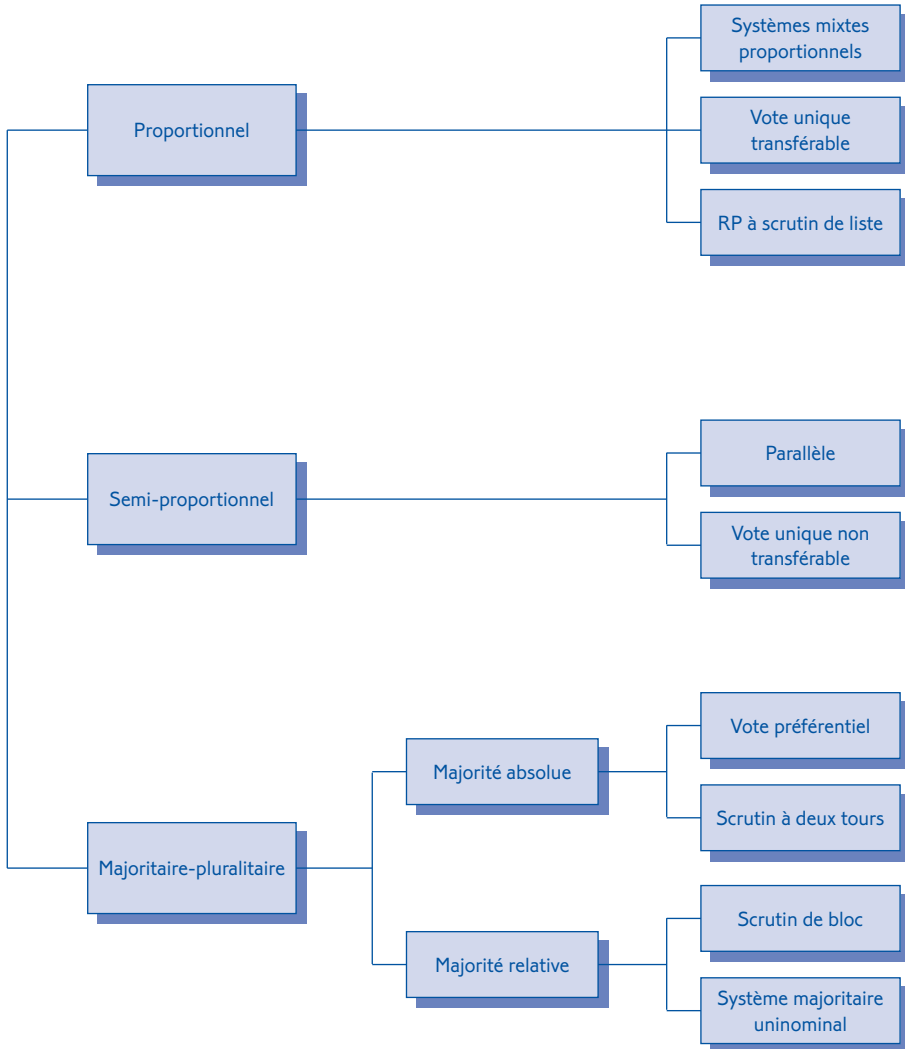 Systèmes mixtes
proportionnels
Proportionnel
Vote unique
transférable
RP à scrutin de liste
Parallèle
Semi-proportionnel
Vote unique non
transférable
Vote préférentiel
Majorité absolue
Scrutin à deux tours
Majoritaire-pluralitaire
Scrutin de bloc
Majorité relative
Système majoritaire
uninominal